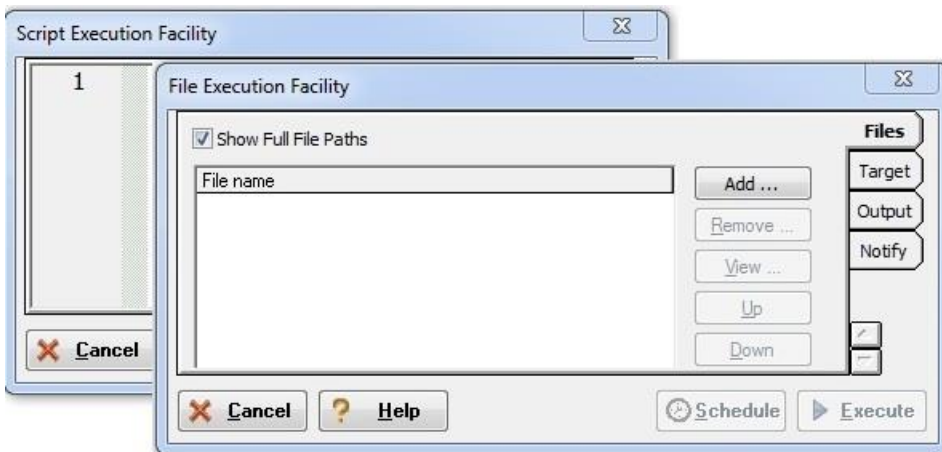 Script Execution Facility
1
Cancel
File Execution Facility
Show Full File Paths
File name
Add ...
Remove ...
View ...
Up
Down
Files
Target
Output
Notify
Cancel
Help
Schedule
Execute